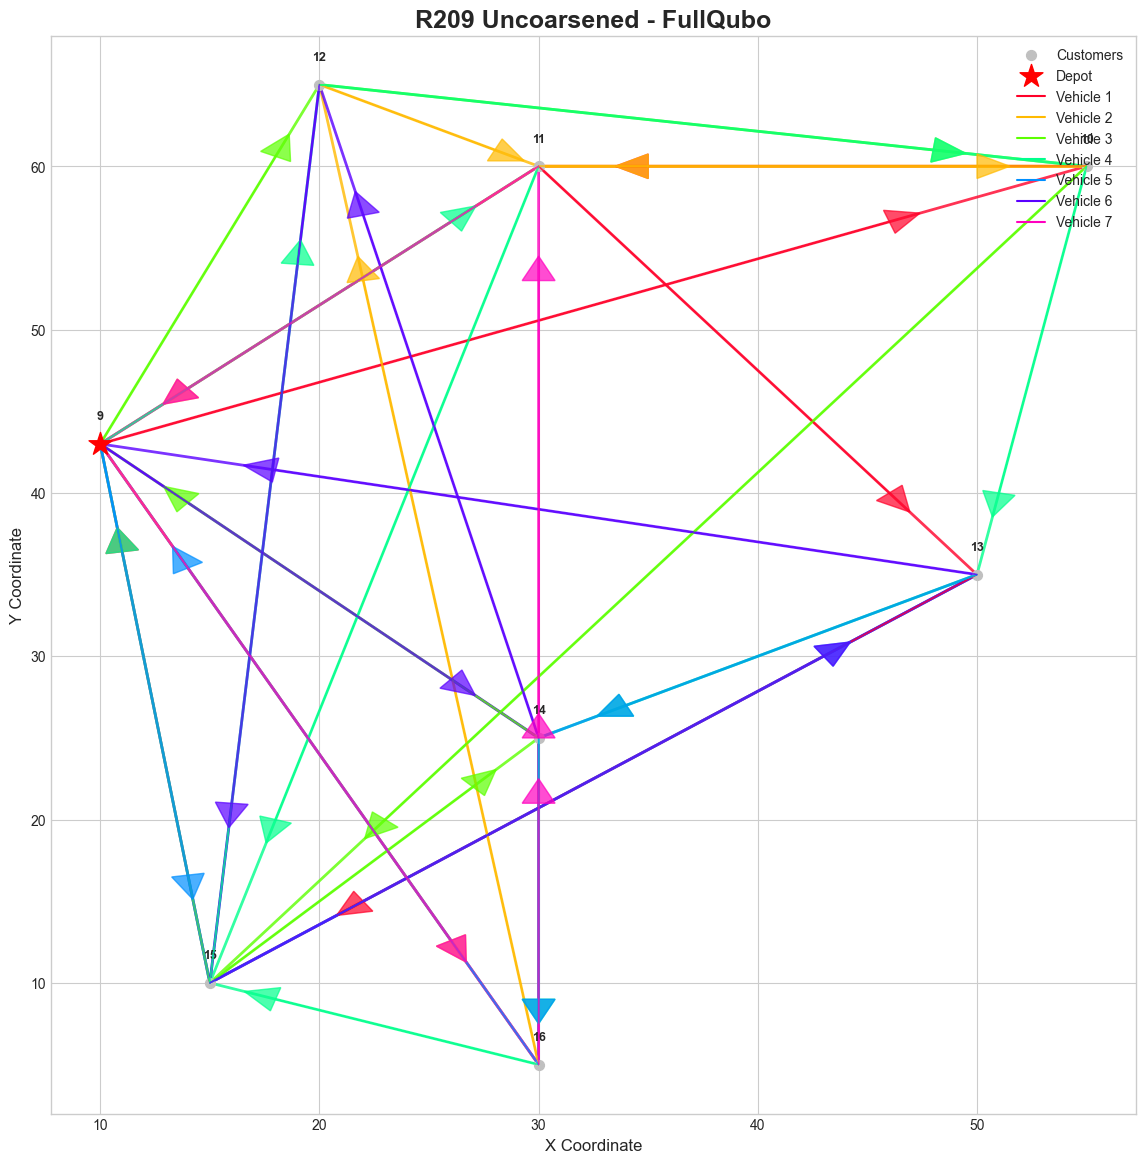 R209 Uncoarsened - FullQubo
12
Customers
Depot
Vehicle 1
Vehicle 2
11
10
Vehicle 3
Vehicle 4
Vehicle 5
Vehicle 6
Vehicle 7
60
50
9
40
13
30
14
20
15
10
16
10 20 30 40 50
X Coordinate
Y Coordinate